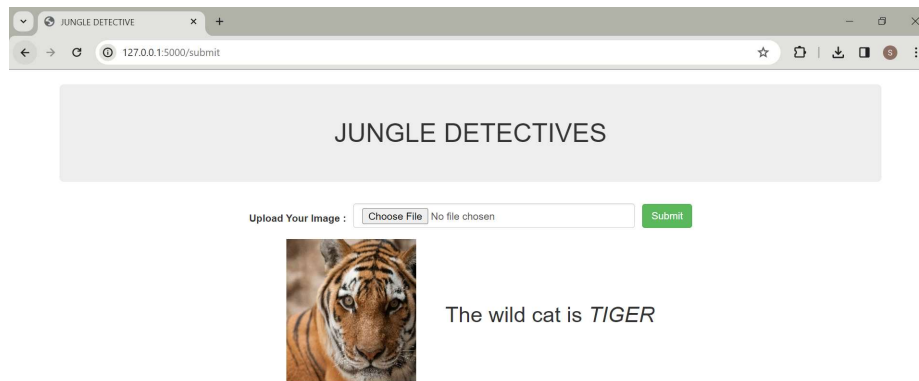 JUNGLE DETECTIVE
127.0.0.1:5000/submit
S
JUNGLE DETECTIVES
Upload Your Image : Choose File No file chosen Submit
The wild cat is TIGER